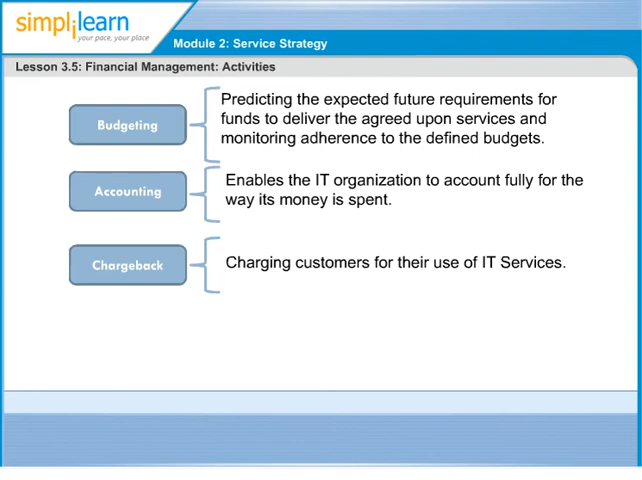 simplilearn
your pace, your place
Module 2: Service Strategy
Lesson 3.5: Financial Management: Activities
Budgeting
Predicting the expected future requirements for
funds to deliver the agreed upon services and
monitoring adherence to the defined budgets.
Accounting
Enables the IT organization to account fully for the
way its money is spent.
Chargeback
Charging customers for their use of IT Services.